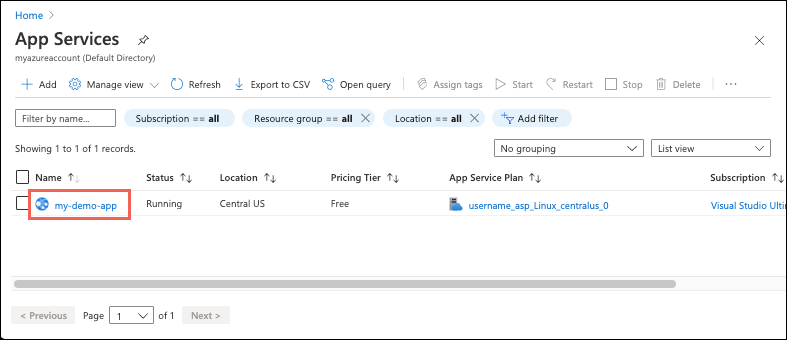 Home
App Services
myazureaccount (Default Directory)
Add Manage view Refresh Export to CSV Open query Assign tags Start Restart Stop Delete
Filter by name... Subscription == all Resource group == all Location == all Add filter
Showing 1 to 1 of 1 records. No grouping List view
Name Status Location Pricing Tier App Service Plan Subscription
my-demo-app Running Central US Free username_asp_Linux_centralus_0 Visual Studio Ulti
< Previous Page 1 of 1 Next >